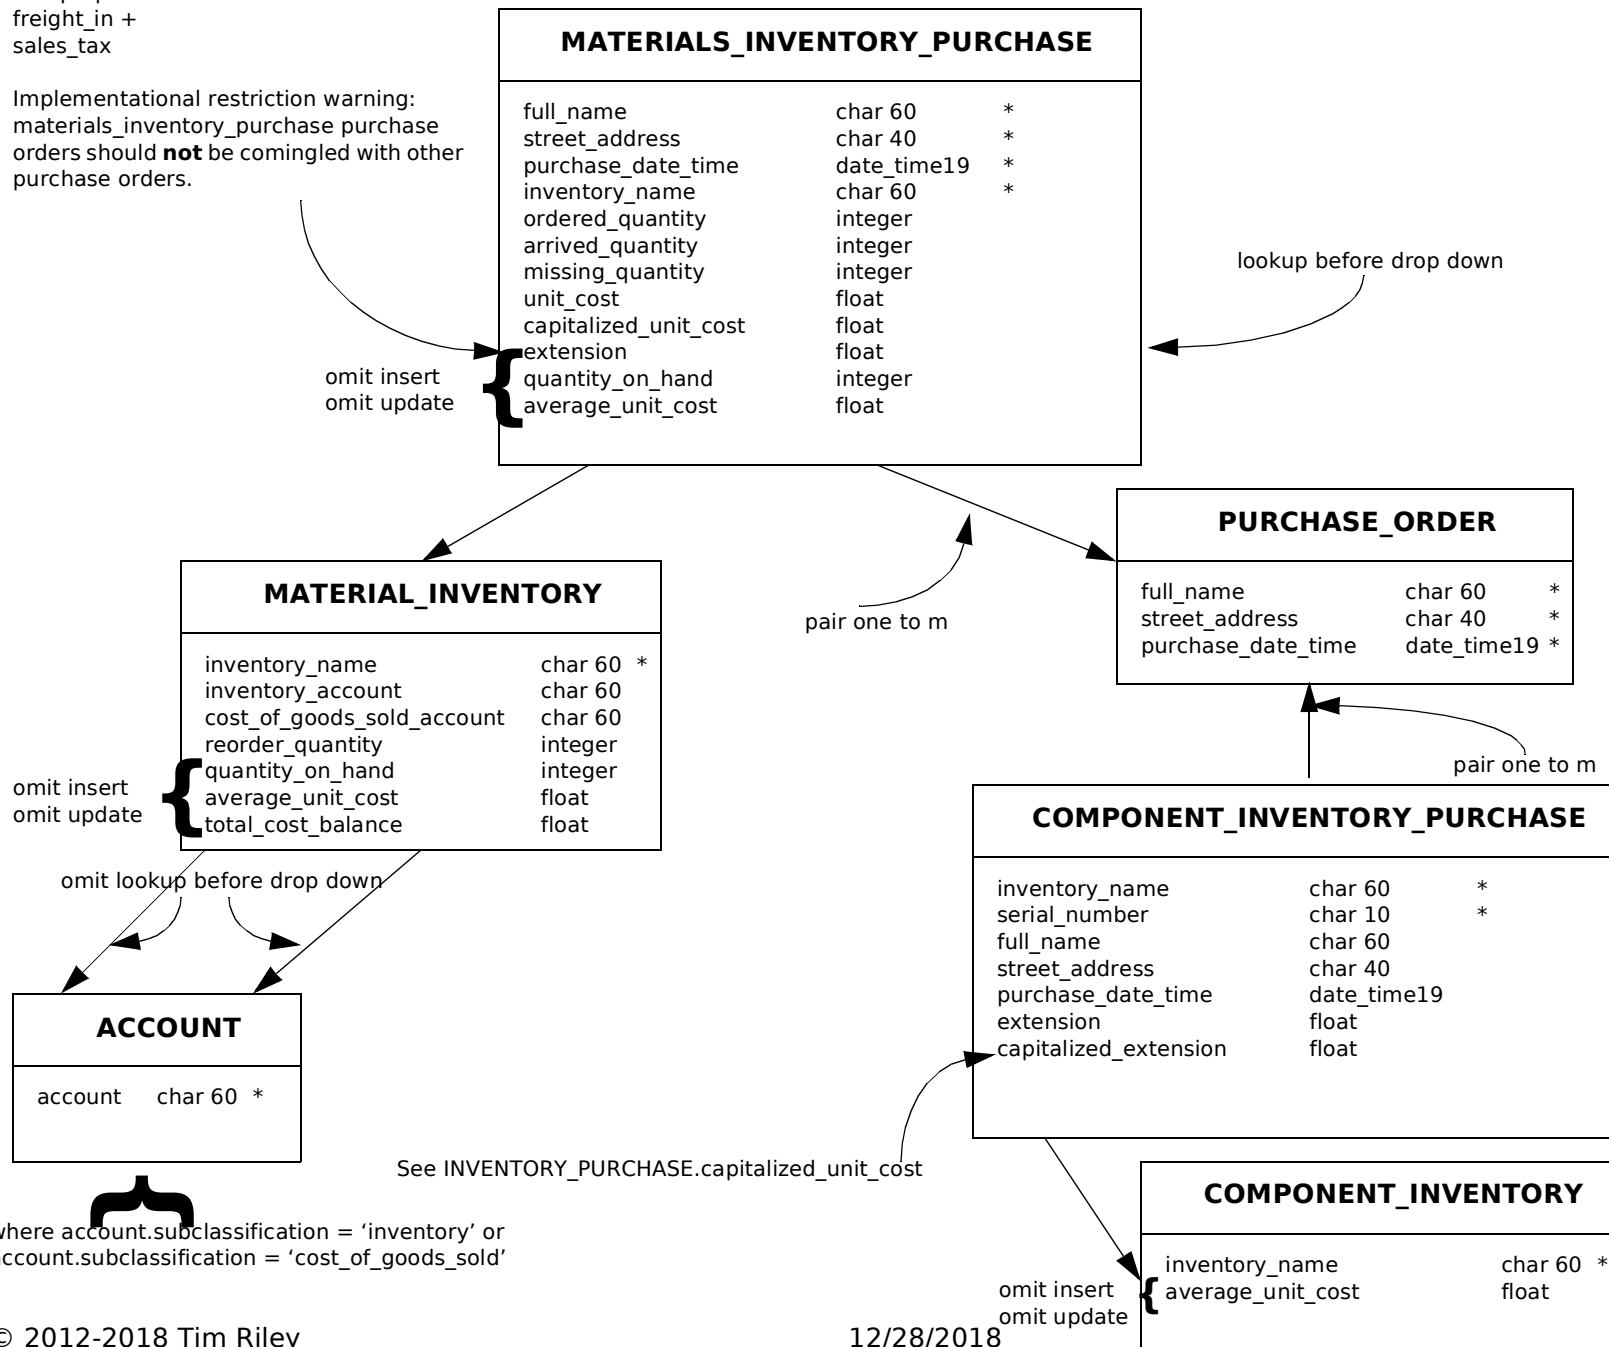 freight_in +
sales_tax
Implementational restriction warning:
materials_inventory_purchase purchase
orders should not be comingled with other
purchase orders.
MATERIALS_INVENTORY_PURCHASE
full_name char 60 *
street_address char 40 *
purchase_date_time date_time19 *
inventory_name char 60 *
ordered_quantity integer
arrived_quantity integer
missing_quantity integer
unit_cost float
capitalized_unit_cost float
extension float
quantity_on_hand integer
average_unit_cost float
omit insert
omit update
lookup before drop down
pair one to m
PURCHASE_ORDER
full_name char 60 *
street_address char 40 *
purchase_date_time date_time19 *
pair one to m
MATERIAL_INVENTORY
inventory_name char 60 *
inventory_account char 60
cost_of_goods_sold_account char 60
reorder_quantity integer
quantity_on_hand integer
average_unit_cost float
total_cost_balance float
omit insert
omit update
omit lookup before drop down
ACCOUNT
account char 60 *
where account.subclassification = ‘inventory’ or
account.subclassification = ‘cost_of_goods_sold’
COMPONENT_INVENTORY_PURCHASE
inventory_name char 60 *
serial_number char 10 *
full_name char 60
street_address char 40
purchase_date_time date_time19
extension float
capitalized_extension float
See INVENTORY_PURCHASE.capitalized_unit_cost
COMPONENT_INVENTORY
inventory_name char 60 *
average_unit_cost float
omit insert
omit update
© 2012-2018 Tim Riley
12/28/2018